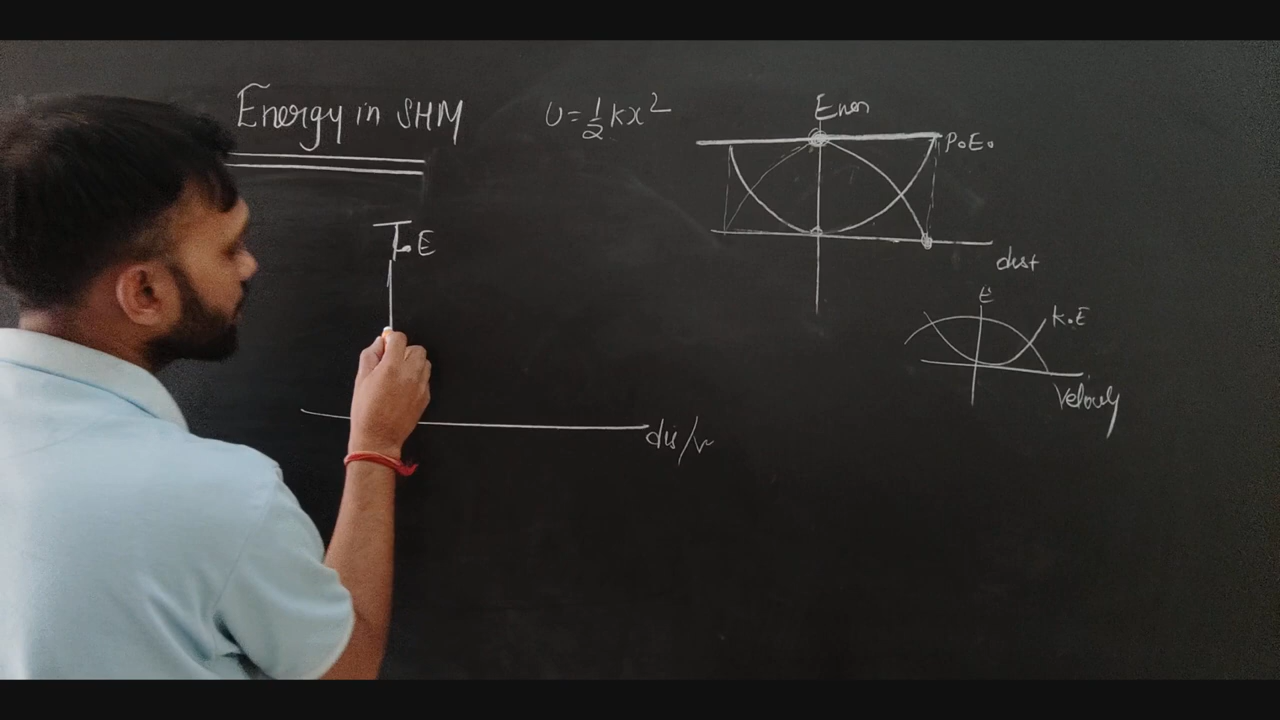 Energy in SHM
U = 1/2 kx²
Ener
P.E.
dist
T.E
dis/v
E
K.E
Velocity